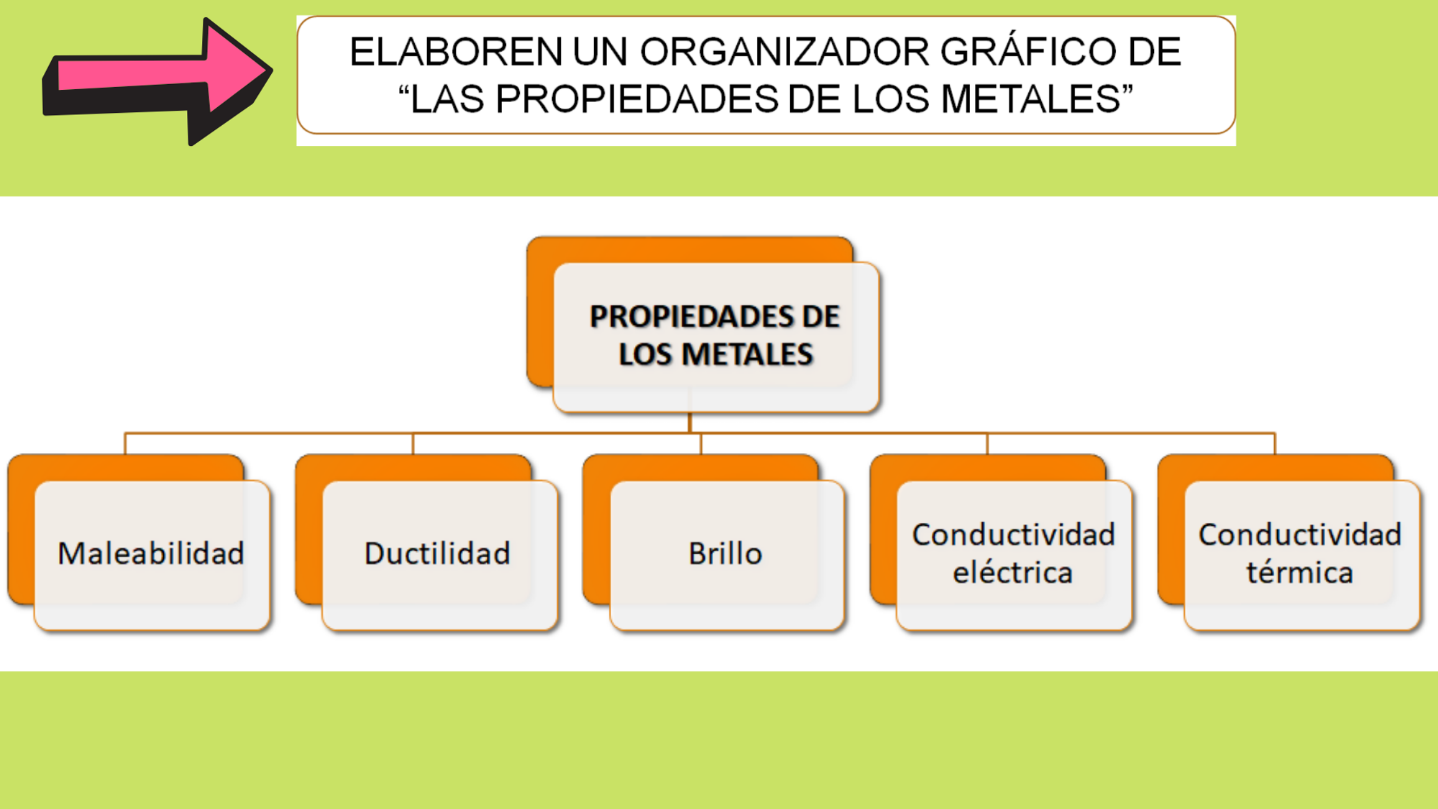 ELABOREN UN ORGANIZADOR GRÁFICO DE
“LAS PROPIEDADES DE LOS METALES”
PROPIEDADES DE
LOS METALES
Maleabilidad
Ductilidad
Brillo
Conductividad
eléctrica
Conductividad
térmica